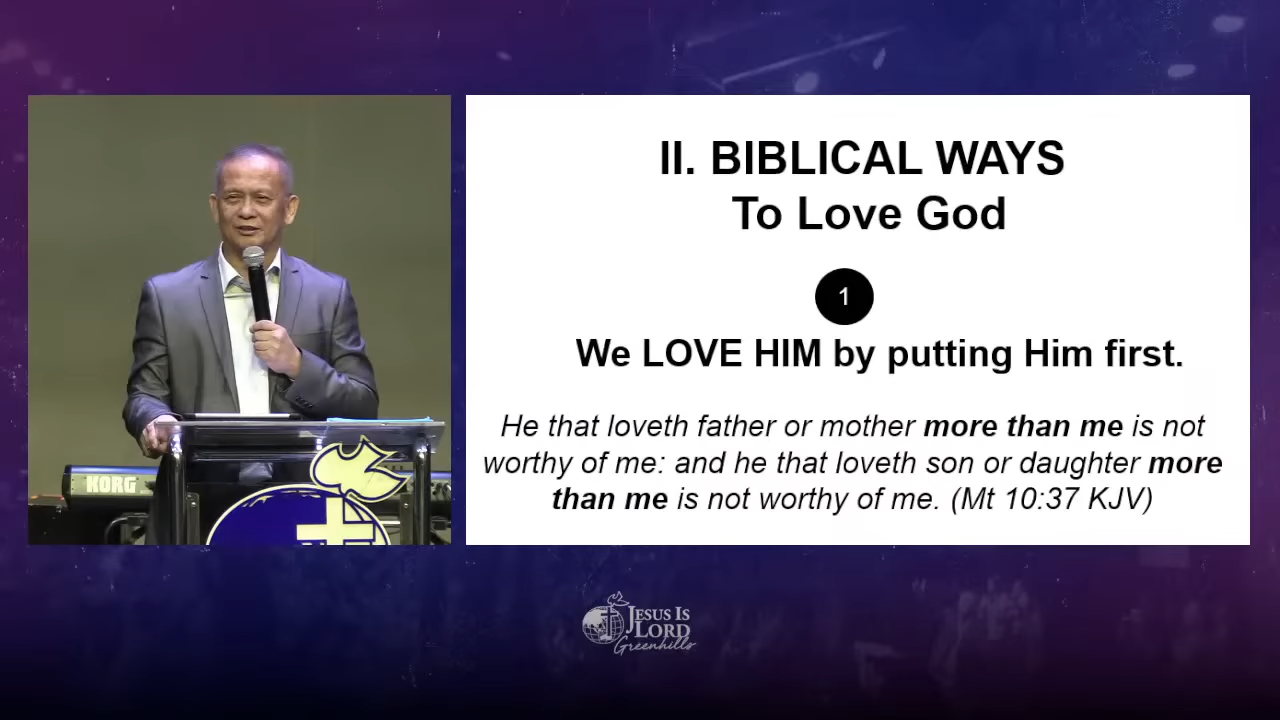 II. BIBLICAL WAYS
To Love God
1
We LOVE HIM by putting Him first.
He that loveth father or mother more than me is not
worthy of me: and he that loveth son or daughter more
than me is not worthy of me. (Mt 10:37 KJV)
KORG
JESUS IS
LORD
Greenhills